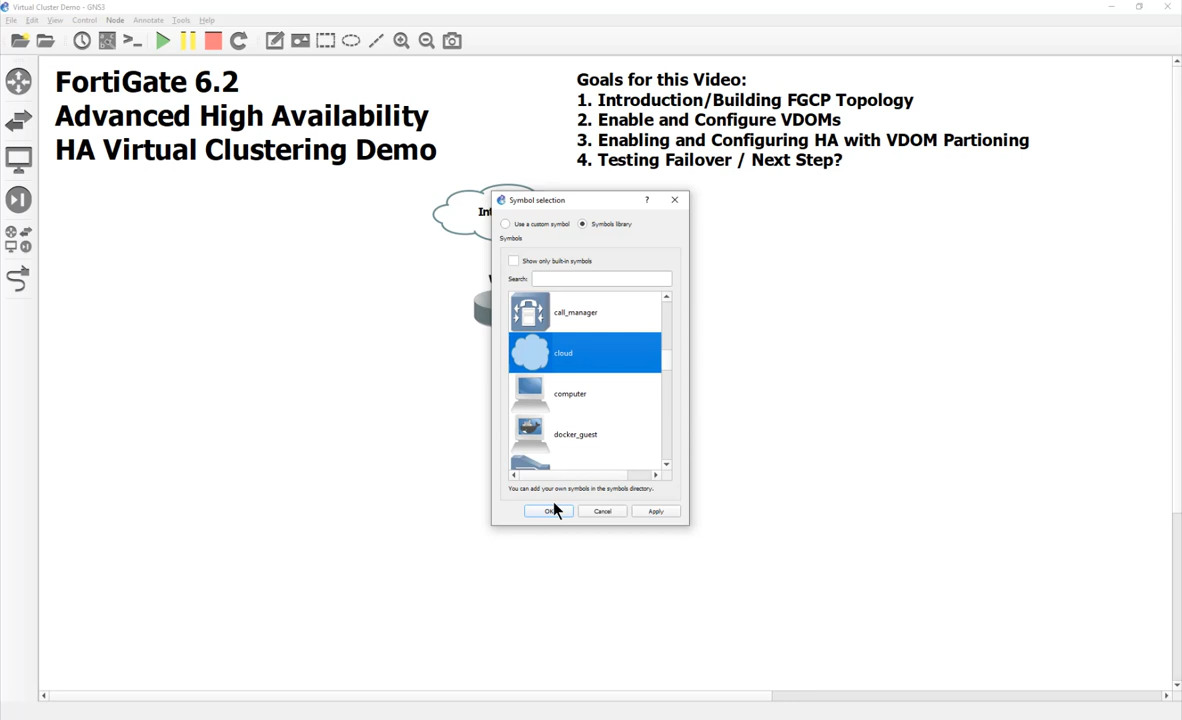 Virtual Cluster Demo - GNS3
File Edit View Control Node Annotate Tools Help
FortiGate 6.2
Advanced High Availability
HA Virtual Clustering Demo
Goals for this Video:
1. Introduction/Building FGCP Topology
2. Enable and Configure VDOMs
3. Enabling and Configuring HA with VDOM Partioning
4. Testing Failover / Next Step?
Symbol selection
Use a custom symbol Symbols library
Symbols
Show only built-in symbols
Search:
call_manager
cloud
computer
docker_guest
You can add your own symbols in the symbols directory.
OK Cancel Apply